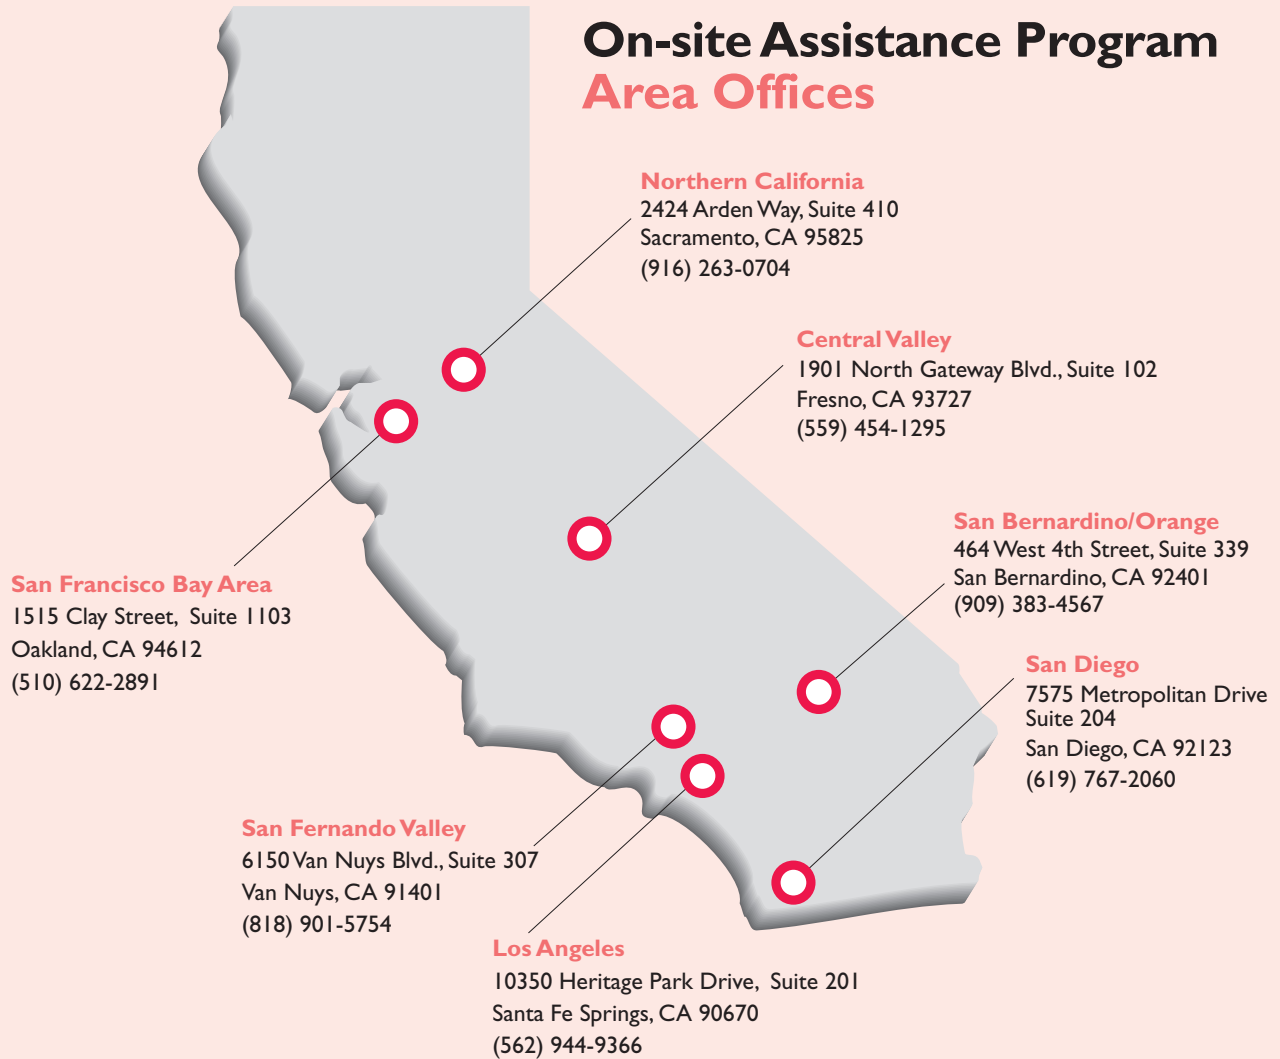 On-site Assistance Program
Area Offices
Northern California
2424 Arden Way, Suite 410
Sacramento, CA 95825
(916) 263-0704
Central Valley
1901 North Gateway Blvd., Suite 102
Fresno, CA 93727
(559) 454-1295
San Bernardino/Orange
464 West 4th Street, Suite 339
San Bernardino, CA 92401
(909) 383-4567
San Francisco Bay Area
1515 Clay Street, Suite 1103
Oakland, CA 94612
(510) 622-2891
San Diego
7575 Metropolitan Drive
Suite 204
San Diego, CA 92123
(619) 767-2060
San Fernando Valley
6150 Van Nuys Blvd., Suite 307
Van Nuys, CA 91401
(818) 901-5754
Los Angeles
10350 Heritage Park Drive, Suite 201
Santa Fe Springs, CA 90670
(562) 944-9366